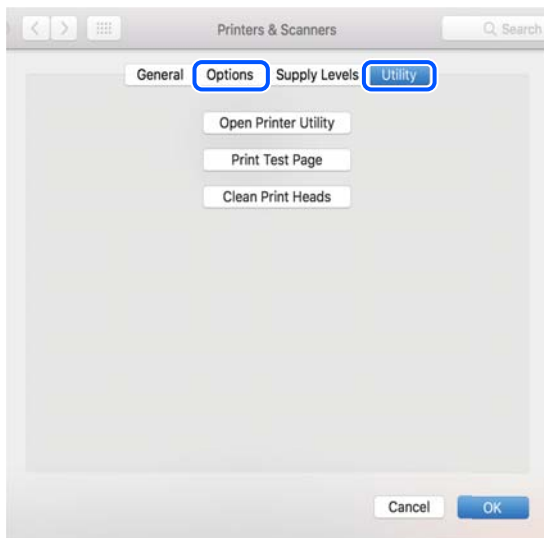 Printers & Scanners Search
General Options Supply Levels Utility
Open Printer Utility
Print Test Page
Clean Print Heads
Cancel OK